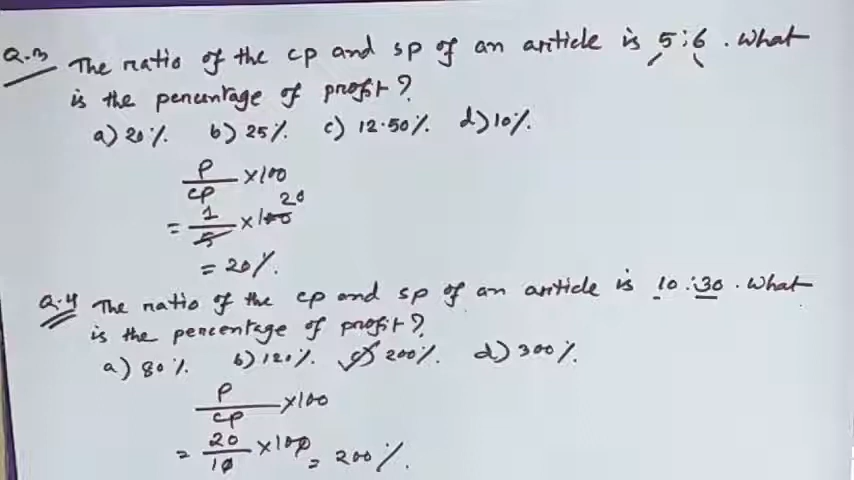 Q.3 The ratio of the cp and sp of an article is 5:6. What
is the percentage of profit?
a) 20% b) 25% c) 12.50% d) 10%
P/CP ×100
20
= 1/5 ×100
= 20%.
Q.4 The ratio of the cp and sp of an article is 10:30. What
is the percentage of profit?
a) 80% b) 120% c) 200% d) 300%.
P/CP ×100
= 20/10 ×100 = 200%.